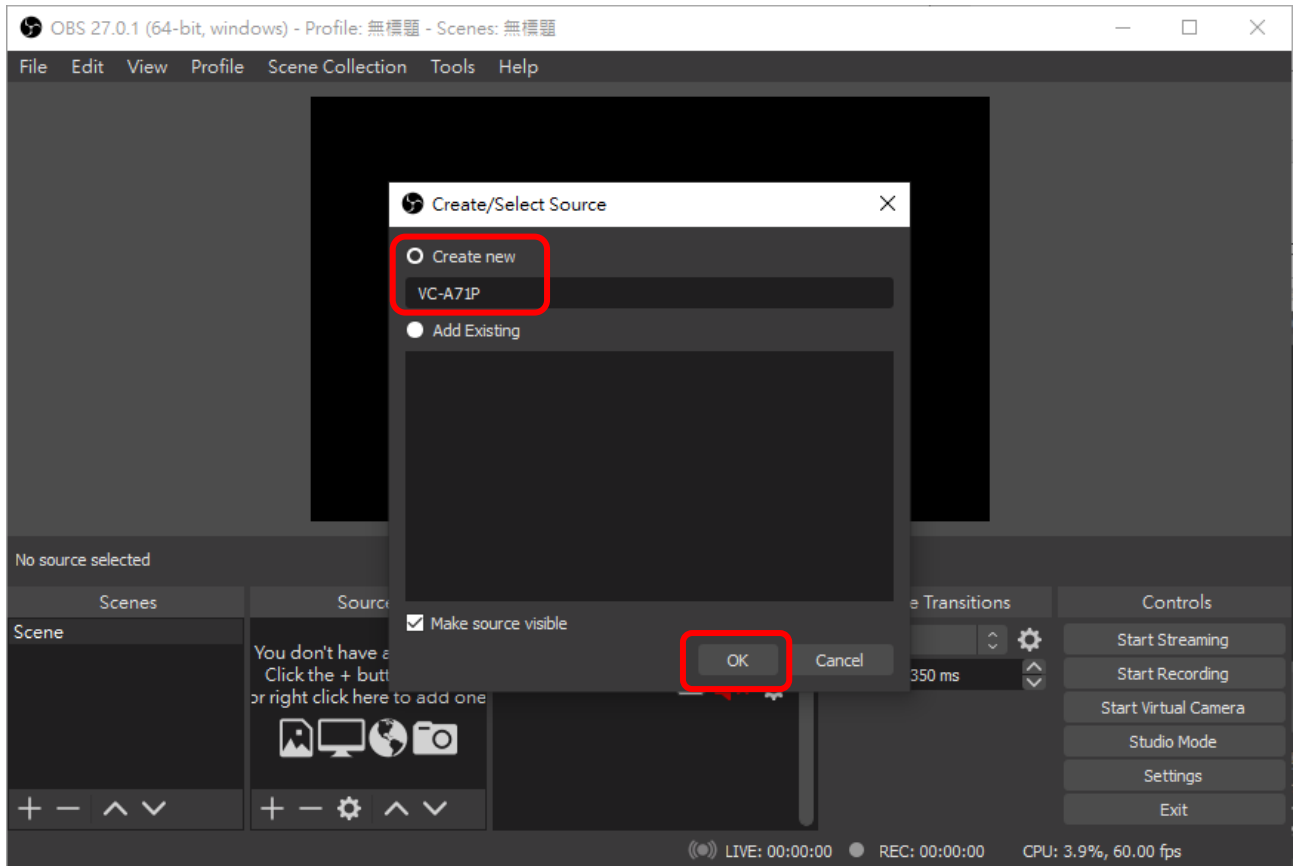 OBS 27.0.1 (64-bit, windows) - Profile: 無標題 - Scenes: 無標題
File Edit View Profile Scene Collection Tools Help
Create/Select Source
Create new
VC-A71P
Add Existing
Make source visible
OK Cancel
No source selected
Scenes
Scene
Source
You don't have a
Click the + butt
or right click here to add one
e Transitions
350 ms
Controls
Start Streaming
Start Recording
Start Virtual Camera
Studio Mode
Settings
Exit
LIVE: 00:00:00 REC: 00:00:00 CPU: 3.9%, 60.00 fps